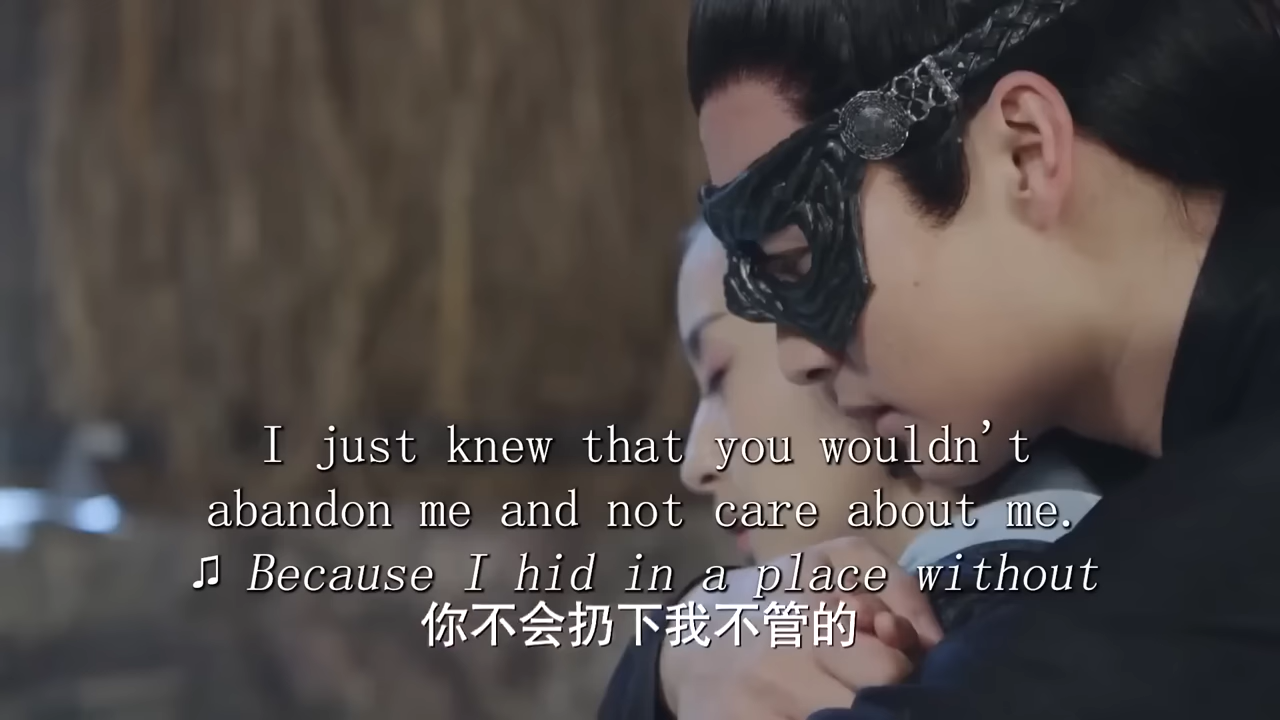 I just knew that you wouldn't
abandon me and not care about me.
♫ Because I hid in a place without
你不会扔下我不管的